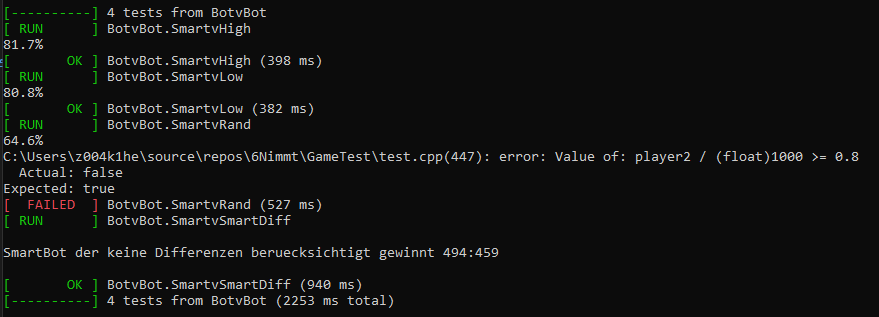 [----------] 4 tests from BotvBot
[ RUN      ] BotvBot.SmartvHigh
81.7%
[       OK ] BotvBot.SmartvHigh (398 ms)
[ RUN      ] BotvBot.SmartvLow
80.8%
[       OK ] BotvBot.SmartvLow (382 ms)
[ RUN      ] BotvBot.SmartvRand
64.6%
C:\Users\z004k1he\source\repos\6Nimmt\GameTest\test.cpp(447): error: Value of: player2 / (float)1000 >= 0.8
  Actual: false
Expected: true
[  FAILED  ] BotvBot.SmartvRand (527 ms)
[ RUN      ] BotvBot.SmartvSmartDiff
SmartBot der keine Differenzen beruecksichtigt gewinnt 494:459
[       OK ] BotvBot.SmartvSmartDiff (940 ms)
[----------] 4 tests from BotvBot (2253 ms total)